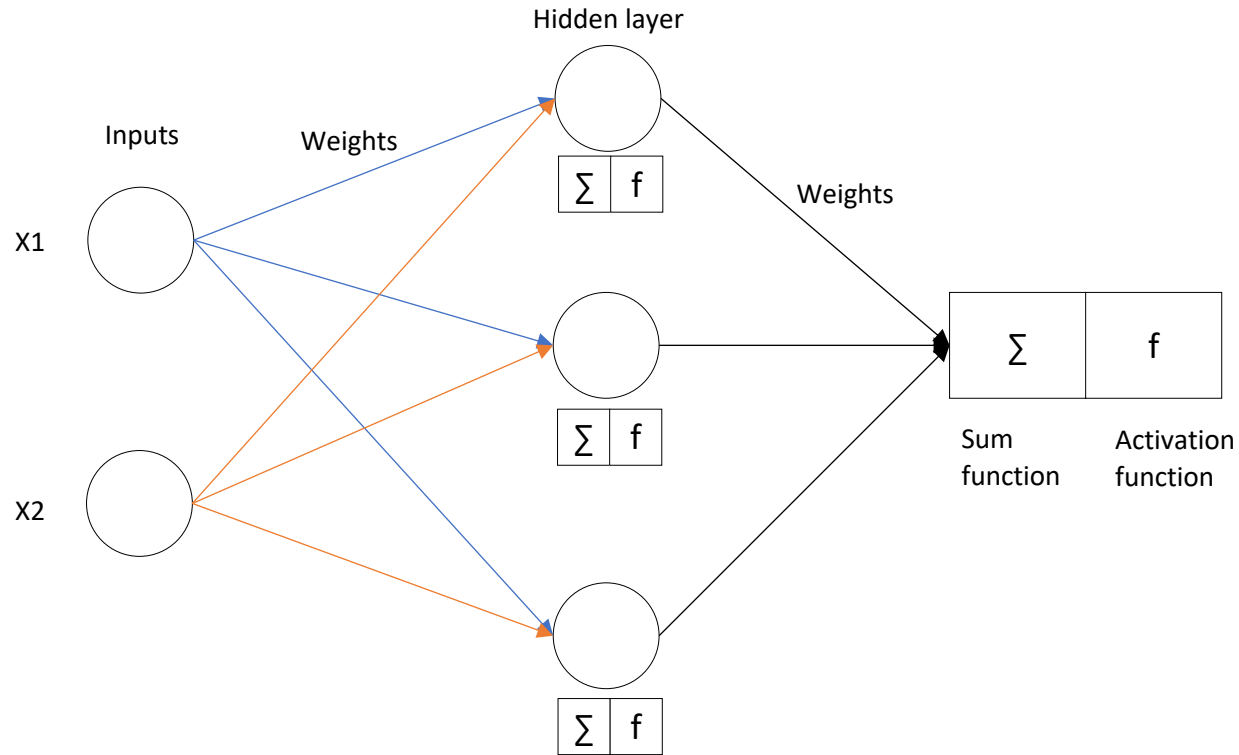 Hidden layer
Inputs
Weights
∑ f
Weights
X1
∑ f
∑ f
Sum
function
Activation
function
X2
∑ f